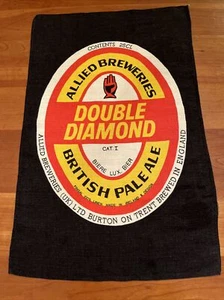 CONTENTS 25CL
ALLIED BREWERIES
DOUBLE
DIAMOND
CAT. I
BIERE LUX. BIER
BRITISH PALE ALE
ALLIED BREWERIES (UK) LTD BURTON ON TRENT BREWED IN ENGLAND